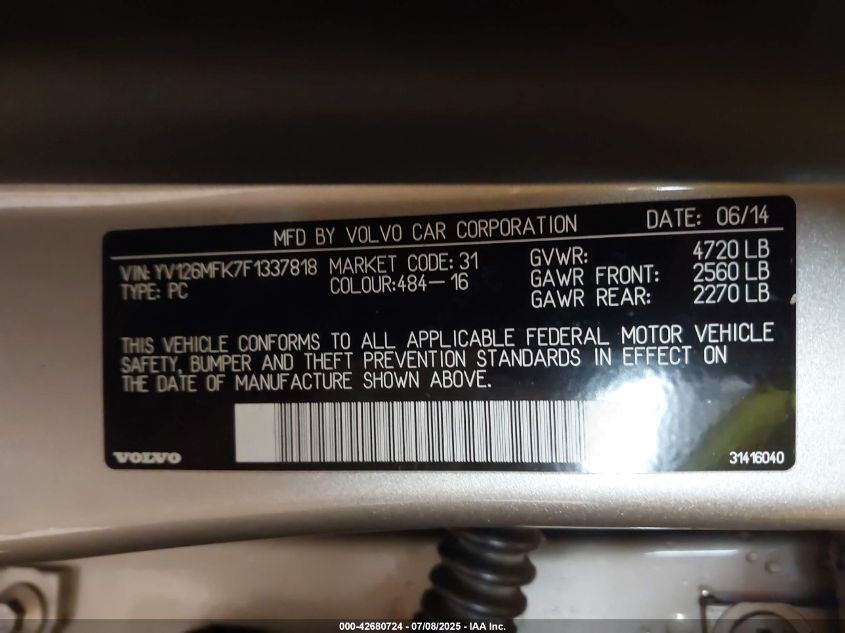 MFD BY VOLVO CAR CORPORATION DATE: 06/14
VIN: YV126MFK7F1337818 MARKET CODE: 31 GVWR: 4720 LB
TYPE: PC COLOUR:484-16 GAWR FRONT: 2560 LB
GAWR REAR: 2270 LB
THIS VEHICLE CONFORMS TO ALL APPLICABLE FEDERAL MOTOR VEHICLE
SAFETY, BUMPER AND THEFT PREVENTION STANDARDS IN EFFECT ON
THE DATE OF MANUFACTURE SHOWN ABOVE.
VOLVO 31416040
000-42680724 - 07/08/2025 - IAA Inc.